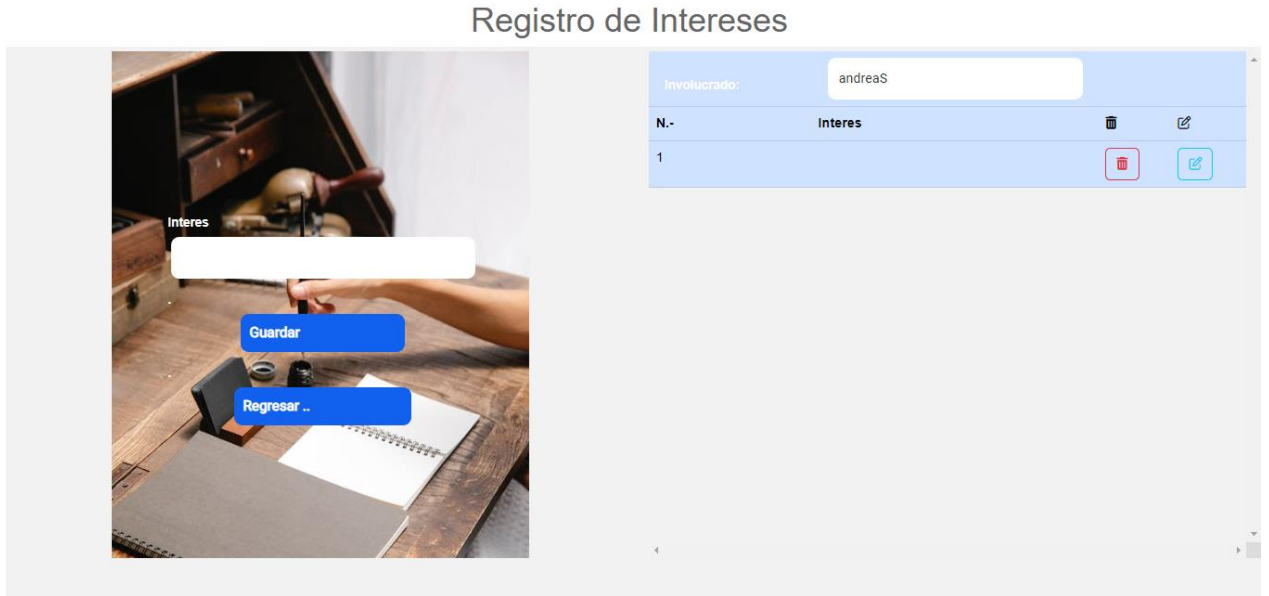 Registro de Intereses
Interes
Guardar
Regresar ..
Involucrado:
andreaS
N.- Interes
1